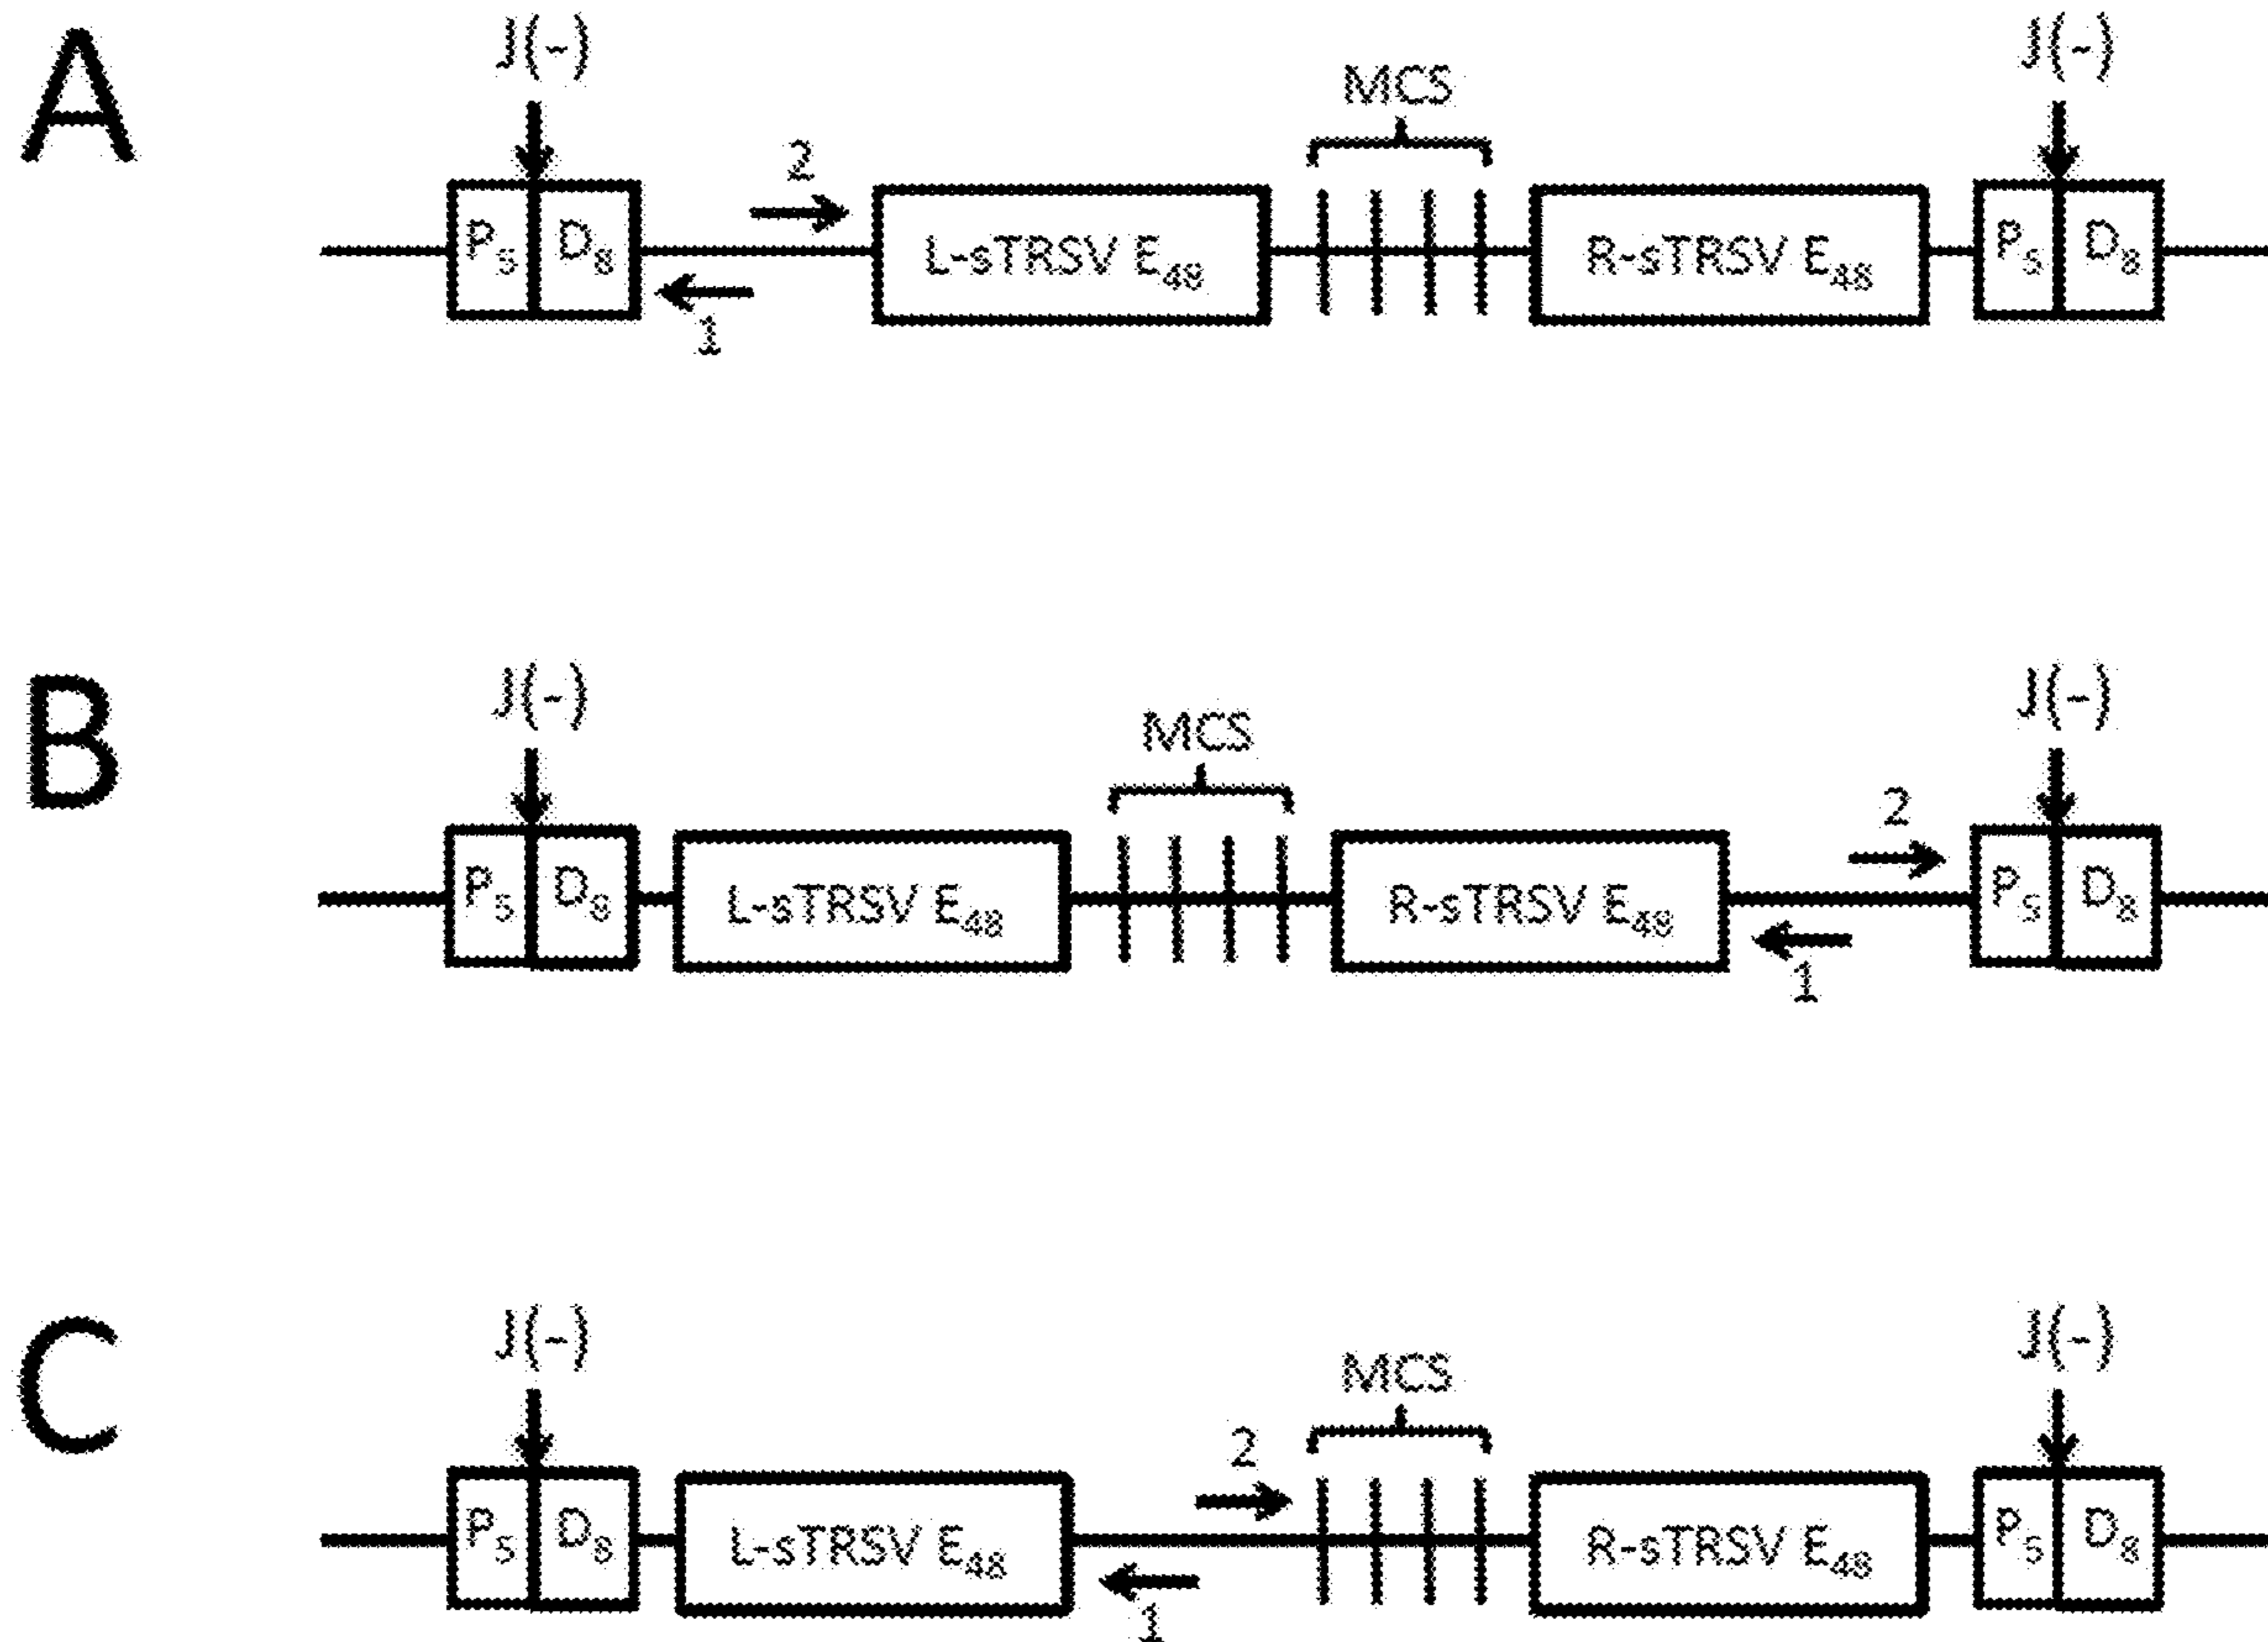 A
J(-)
J(-)
MCS
2
P5 D8 L-sTRSV E48 R-sTRSV E48 P5 D8
1
B
J(-)
J(-)
MCS
2
P5 D8 L-sTRSV E48 R-sTRSV E48 P5 D8
1
C
J(-)
J(-)
MCS
2
P5 D8 L-sTRSV E48 R-sTRSV E48 P5 D8
1